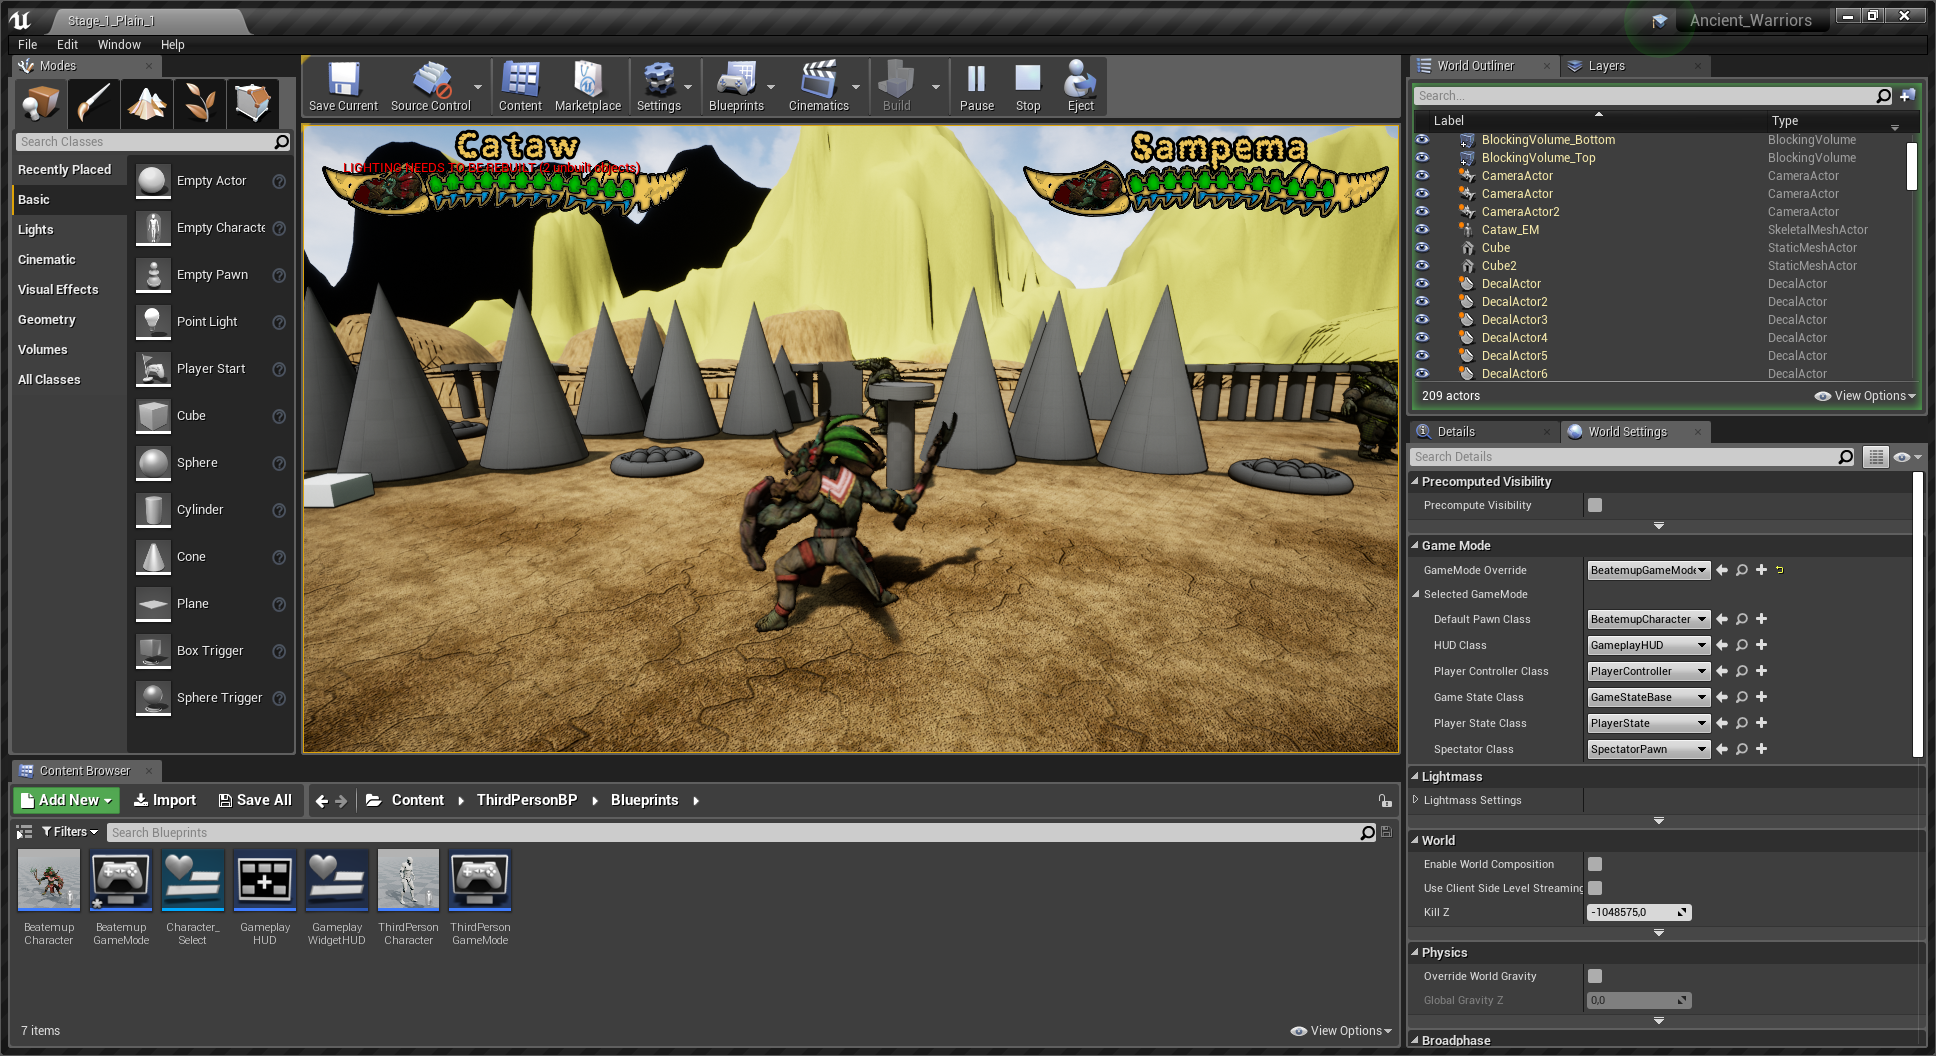 Stage_1_Plain_1
Ancient_Warriors
File Edit Window Help
Modes
Search Classes
Recently Placed
Basic
Lights
Cinematic
Visual Effects
Geometry
Volumes
All Classes
Empty Actor
Empty Characte
Empty Pawn
Point Light
Player Start
Cube
Sphere
Cylinder
Cone
Plane
Box Trigger
Sphere Trigger
Save Current Source Control Content Marketplace Settings Blueprints Cinematics Build Pause Stop Eject
Cataw
LIGHTING NEEDS TO BE REBUILT (2 unbuilt objects)
Sampema
World Outliner Layers
Search...
Label Type
BlockingVolume_Bottom BlockingVolume
BlockingVolume_Top BlockingVolume
CameraActor CameraActor
CameraActor CameraActor
CameraActor2 CameraActor
Cataw_EM SkeletalMeshActor
Cube StaticMeshActor
Cube2 StaticMeshActor
DecalActor DecalActor
DecalActor2 DecalActor
DecalActor3 DecalActor
DecalActor4 DecalActor
DecalActor5 DecalActor
DecalActor6 DecalActor
209 actors View Options
Details World Settings
Search Details
Precomputed Visibility
Precompute Visibility
Game Mode
GameMode Override BeatemupGameMode
Selected GameMode
Default Pawn Class BeatemupCharacter
HUD Class GameplayHUD
Player Controller Class PlayerController
Game State Class GameStateBase
Player State Class PlayerState
Spectator Class SpectatorPawn
Lightmass
Lightmass Settings
World
Enable World Composition
Use Client Side Level Streaming
Kill Z -1048575,0
Physics
Override World Gravity
Global Gravity Z 0,0
Broadphase
Content Browser
Add New Import Save All Content ThirdPersonBP Blueprints
Filters Search Blueprints
Beatemup Character
Beatemup GameMode
Character_ Select
Gameplay HUD
Gameplay WidgetHUD
ThirdPerson Character
ThirdPerson GameMode
7 items View Options